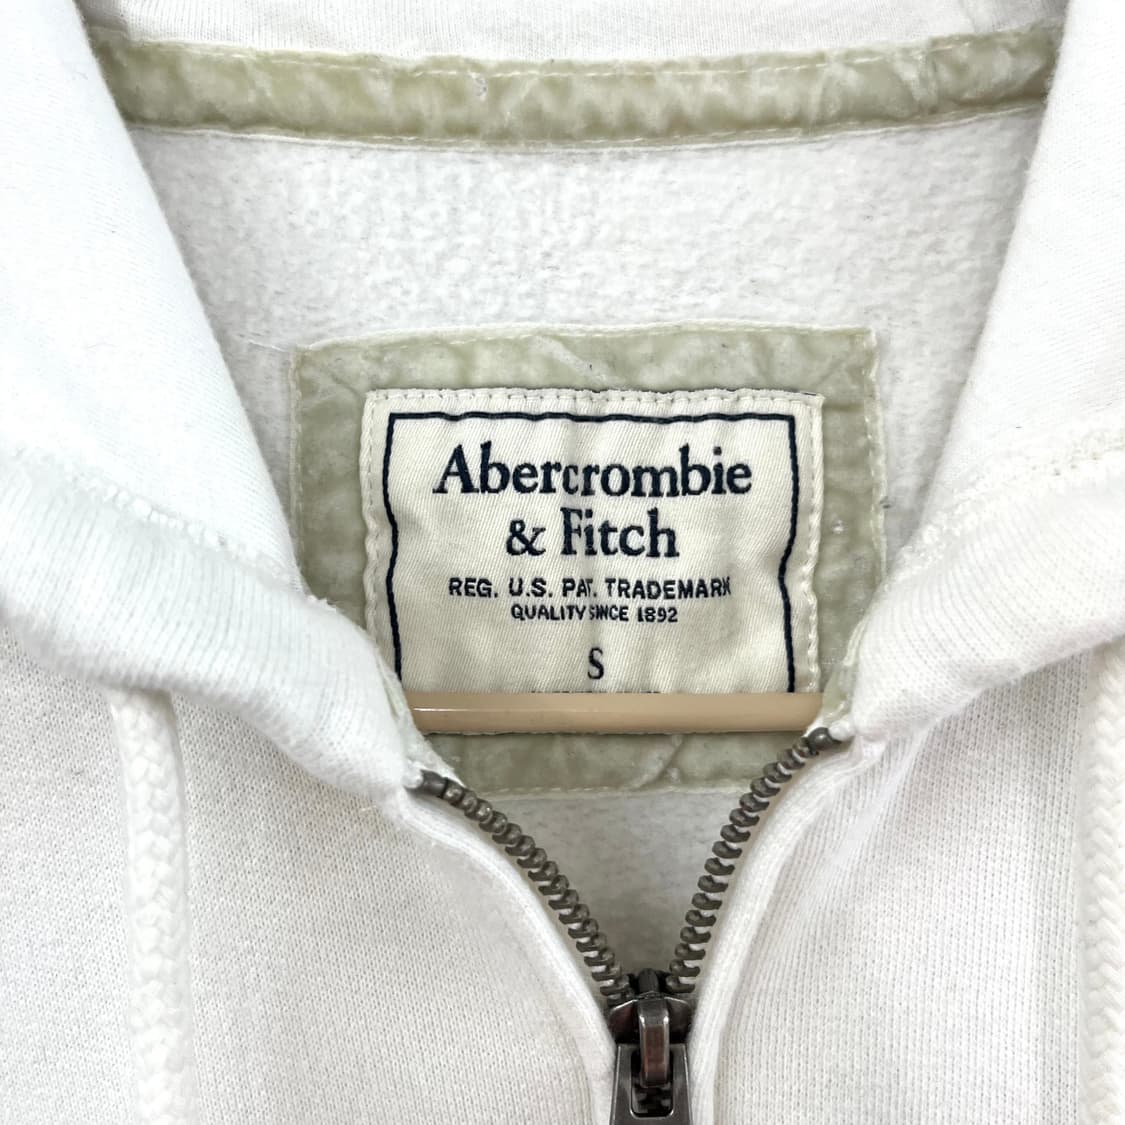 Abercrombie
& Fitch
REG. U.S. PAT. TRADEMARK
QUALITY SINCE 1892
S